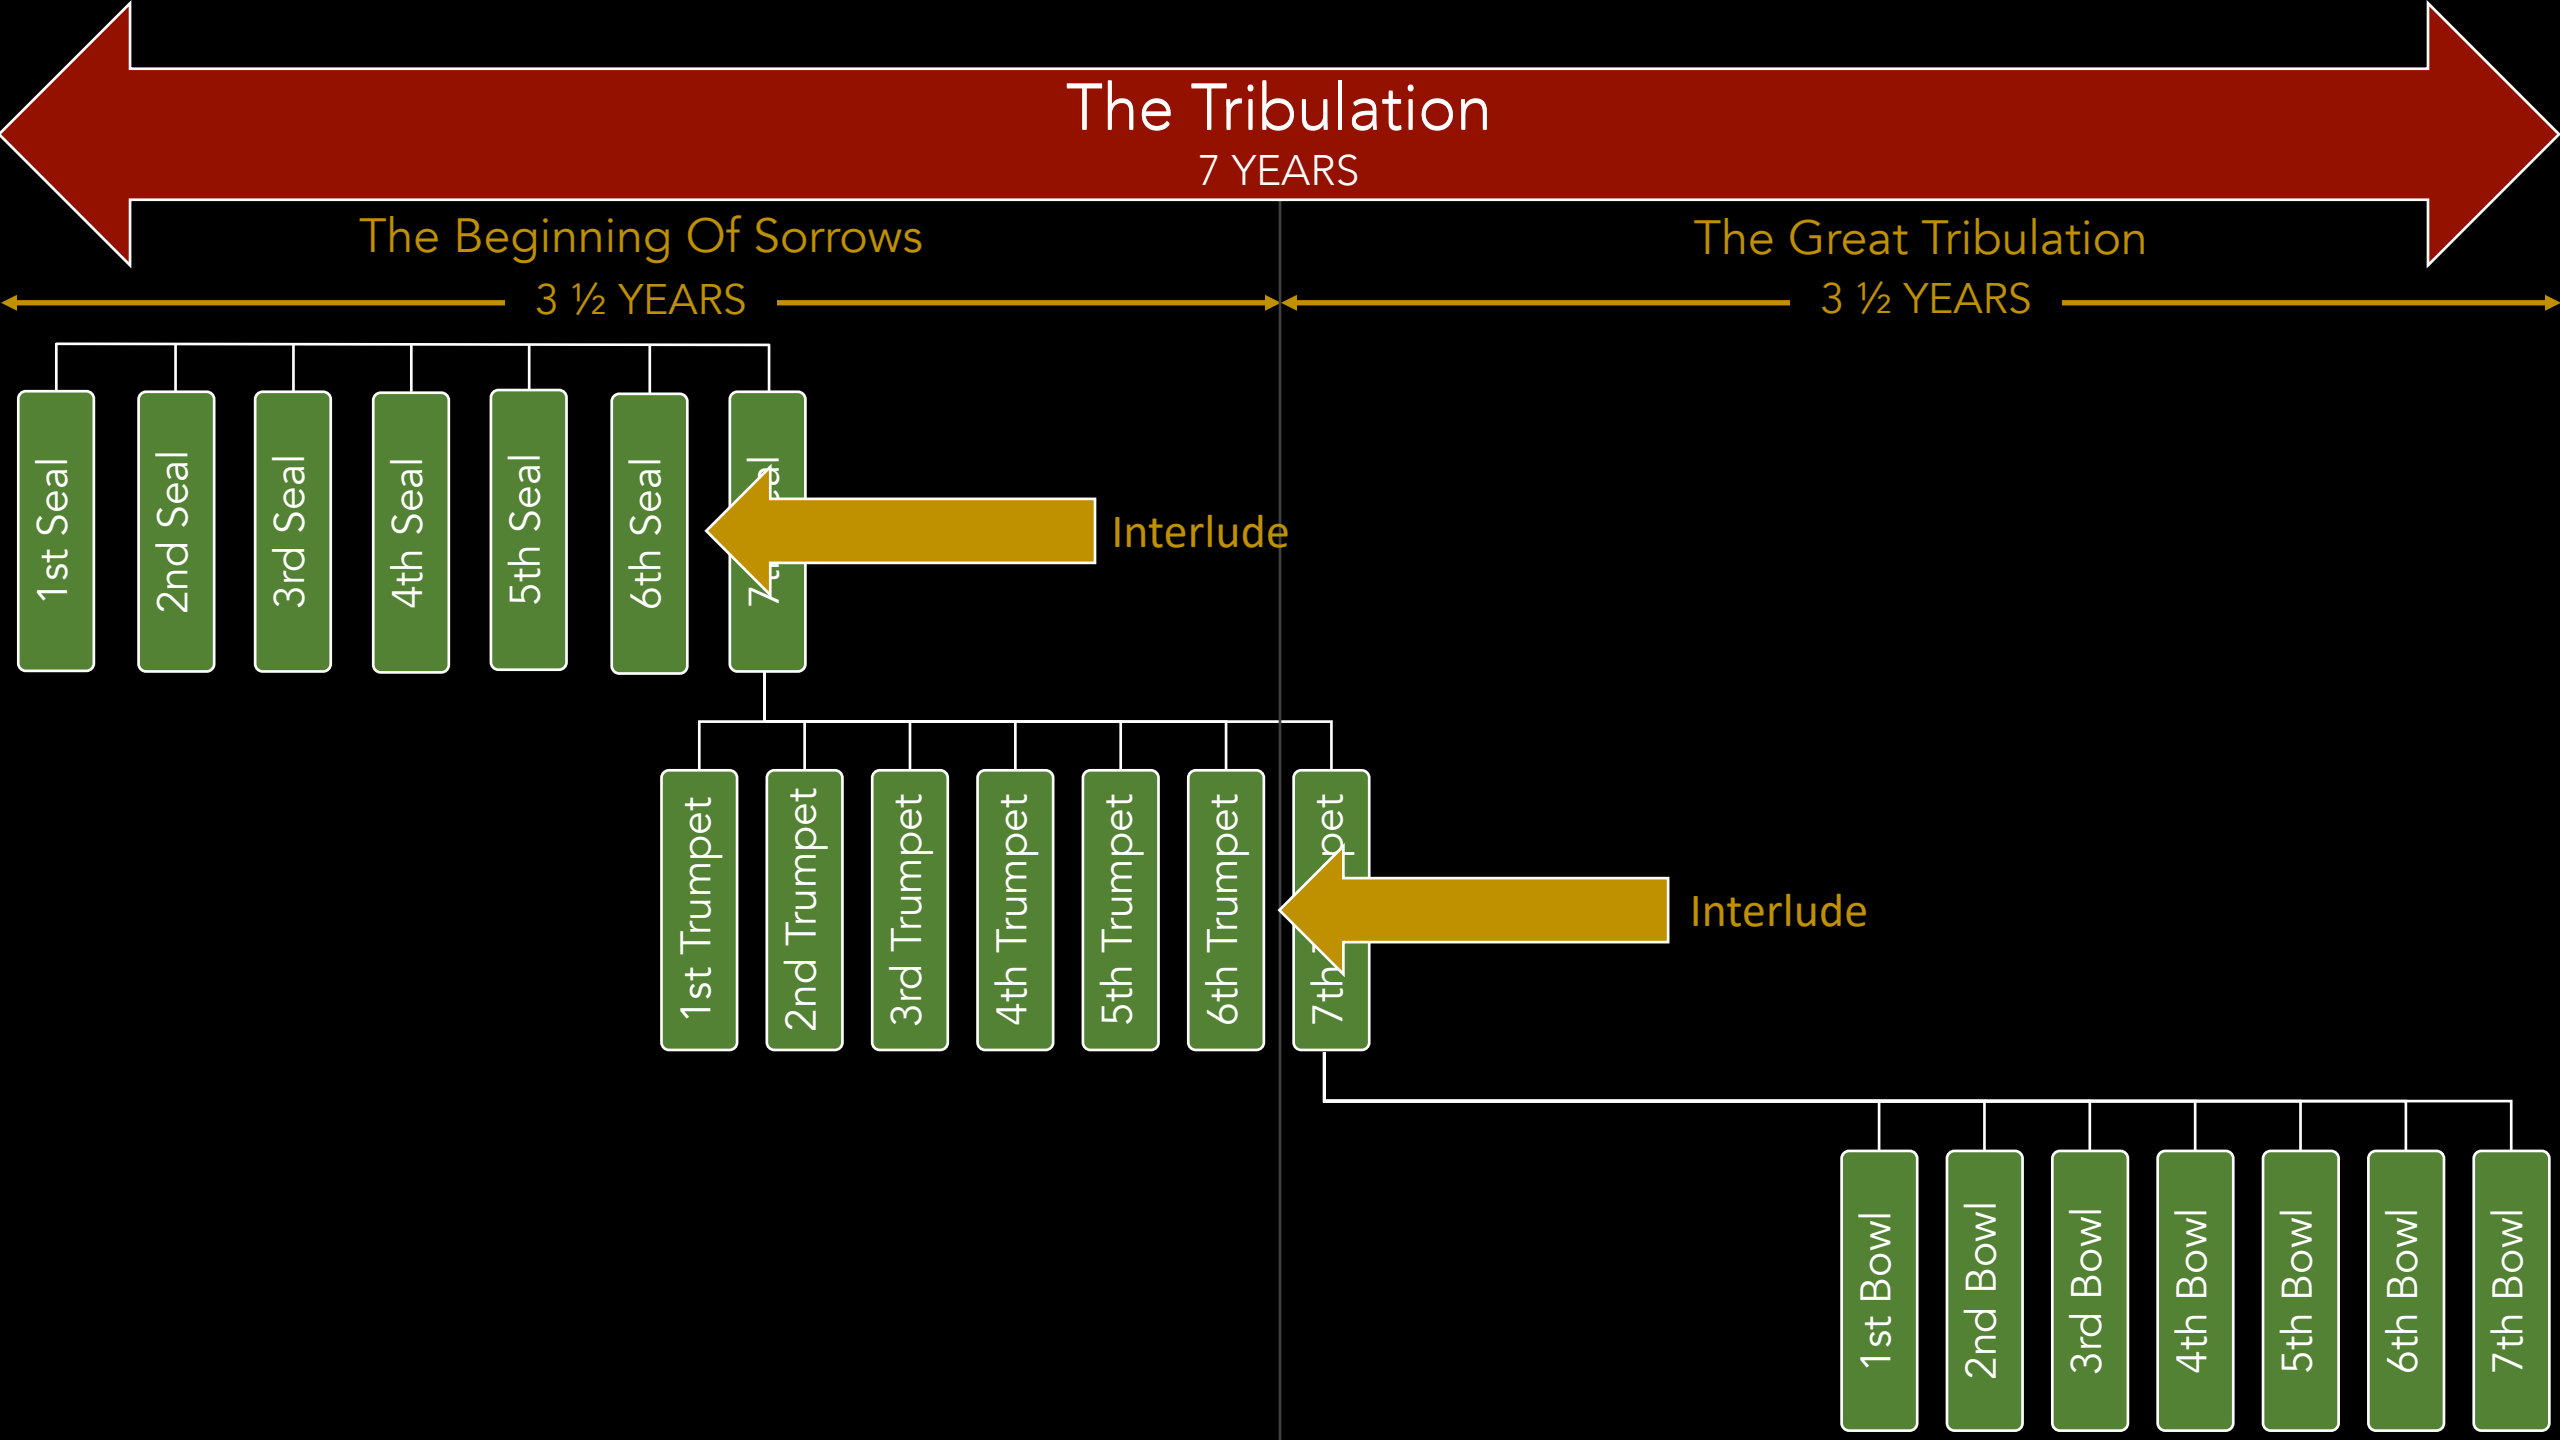 The Tribulation
7 YEARS
The Beginning Of Sorrows
The Great Tribulation
3 ½ YEARS
3 ½ YEARS
1st Seal
2nd Seal
3rd Seal
4th Seal
5th Seal
6th Seal
Interlude
1st Trumpet
2nd Trumpet
3rd Trumpet
4th Trumpet
5th Trumpet
6th Trumpet
7th
Interlude
1st Bowl
2nd Bowl
3rd Bowl
4th Bowl
5th Bowl
6th Bowl
7th Bowl